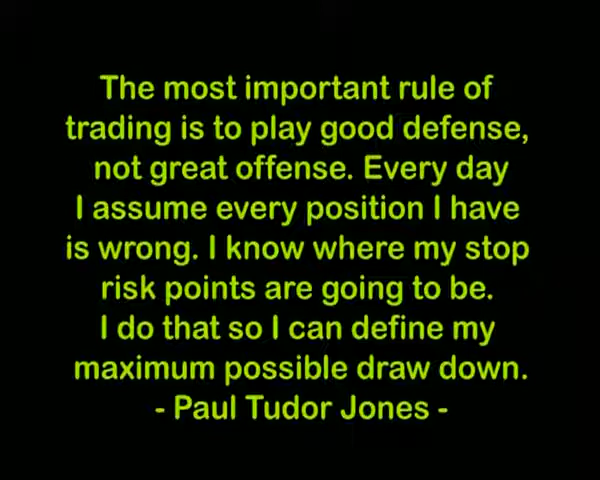 The most important rule of
trading is to play good defense,
not great offense. Every day
I assume every position I have
is wrong. I know where my stop
risk points are going to be.
I do that so I can define my
maximum possible draw down.
- Paul Tudor Jones -